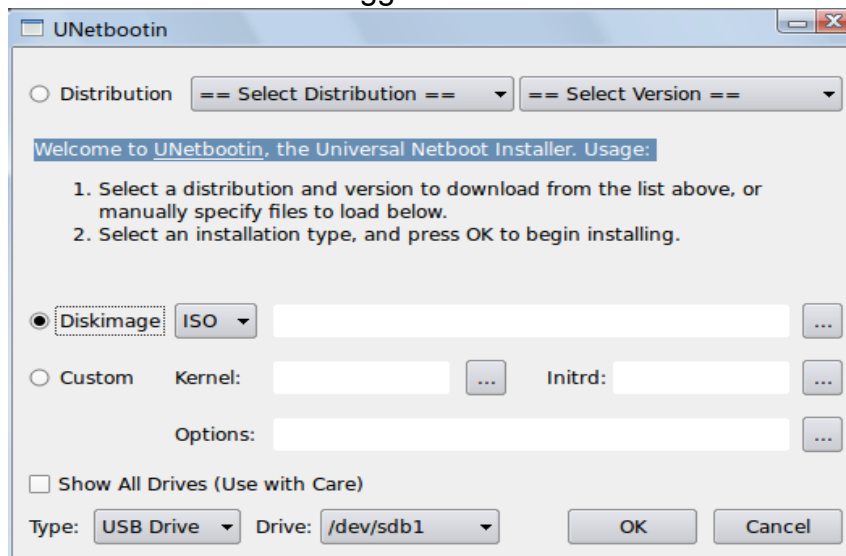 UNetbootin
Distribution == Select Distribution == == Select Version ==
Welcome to UNetbootin, the Universal Netboot Installer. Usage:
1. Select a distribution and version to download from the list above, or
manually specify files to load below.
2. Select an installation type, and press OK to begin installing.
Diskimage ISO ...
Custom Kernel: ... Initrd: ...
Options: ...
Show All Drives (Use with Care)
Type: USB Drive Drive: /dev/sdb1 OK Cancel